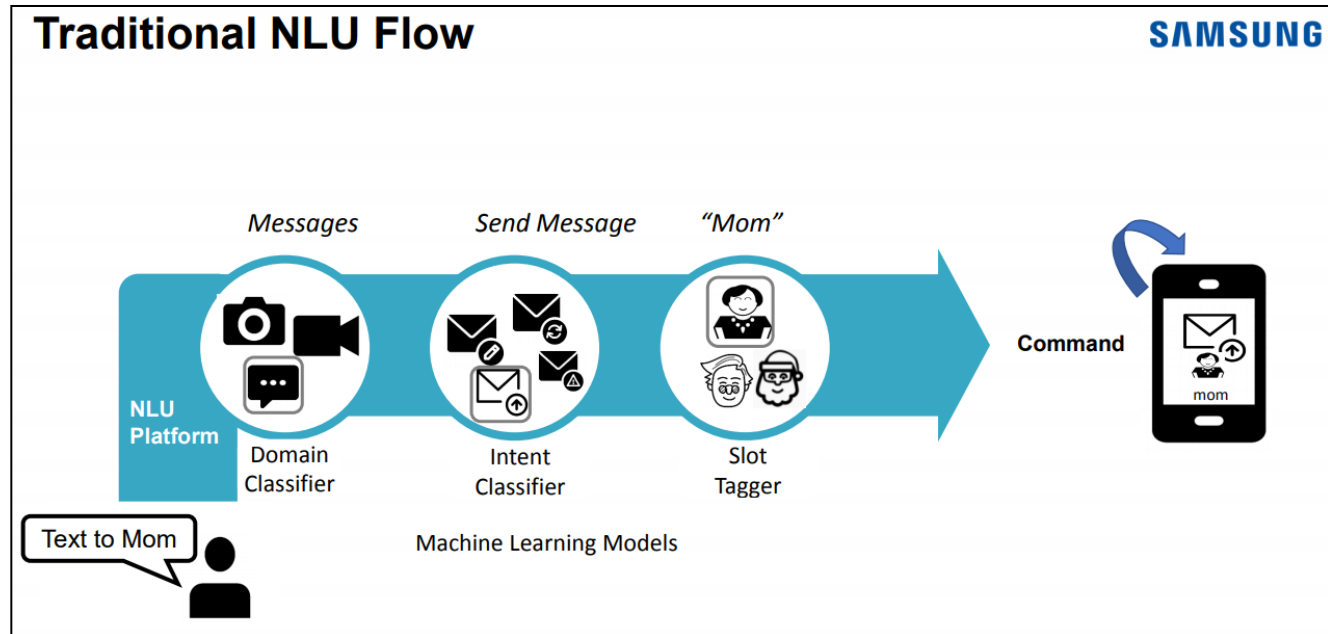 Traditional NLU Flow
SAMSUNG
Messages
Send Message
“Mom”
NLU
Platform
Domain
Classifier
Intent
Classifier
Slot
Tagger
Command
mom
Text to Mom
Machine Learning Models